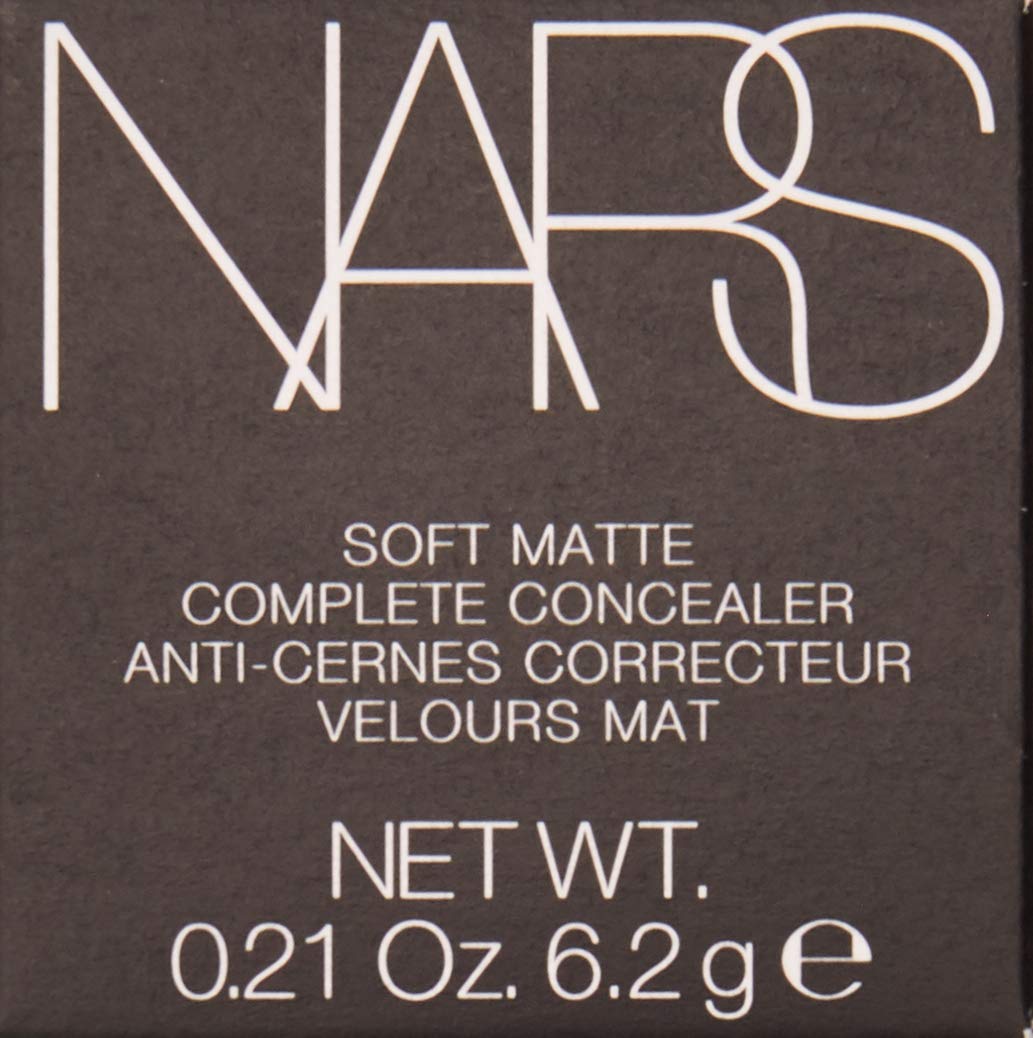 NARS
SOFT MATTE
COMPLETE CONCEALER
ANTI-CERNES CORRECTEUR
VELOURS MAT
NET WT.
0.21 Oz. 6.2 g ℮